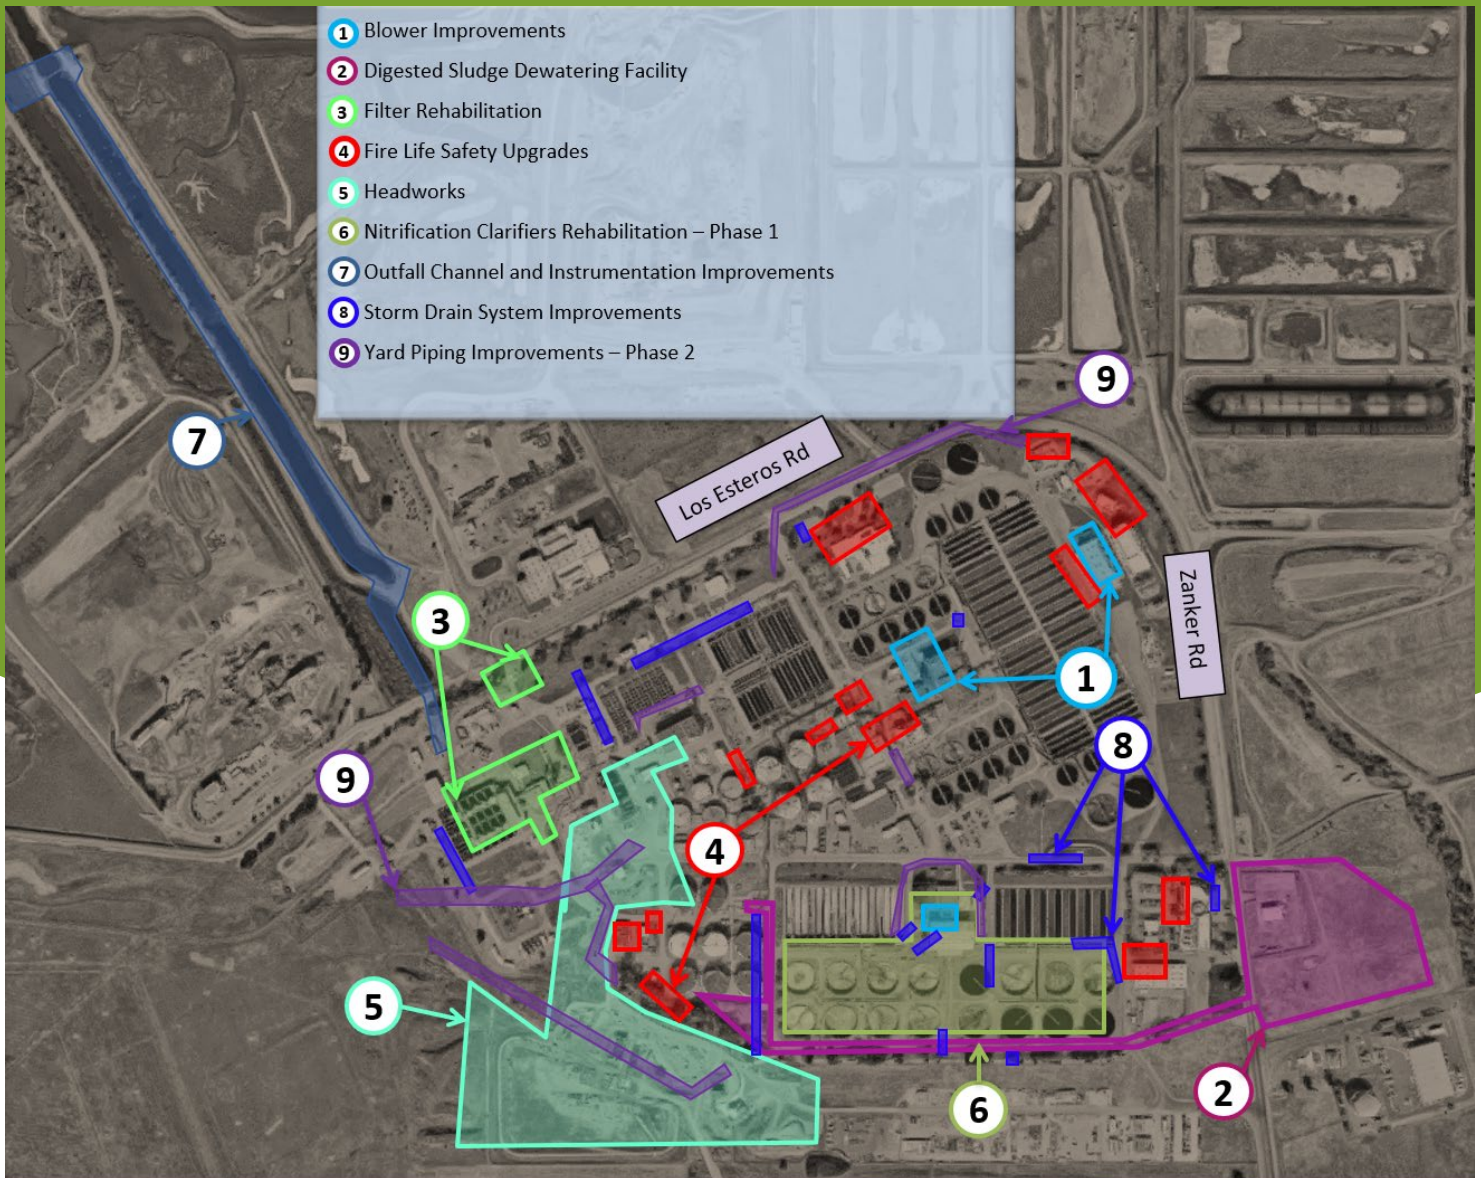 1 Blower Improvements
2 Digested Sludge Dewatering Facility
3 Filter Rehabilitation
4 Fire Life Safety Upgrades
5 Headworks
6 Nitrification Clarifiers Rehabilitation – Phase 1
7 Outfall Channel and Instrumentation Improvements
8 Storm Drain System Improvements
9 Yard Piping Improvements – Phase 2
9
7
Los Esteros Rd
Zanker Rd
3
1
8
9
4
5
2
6